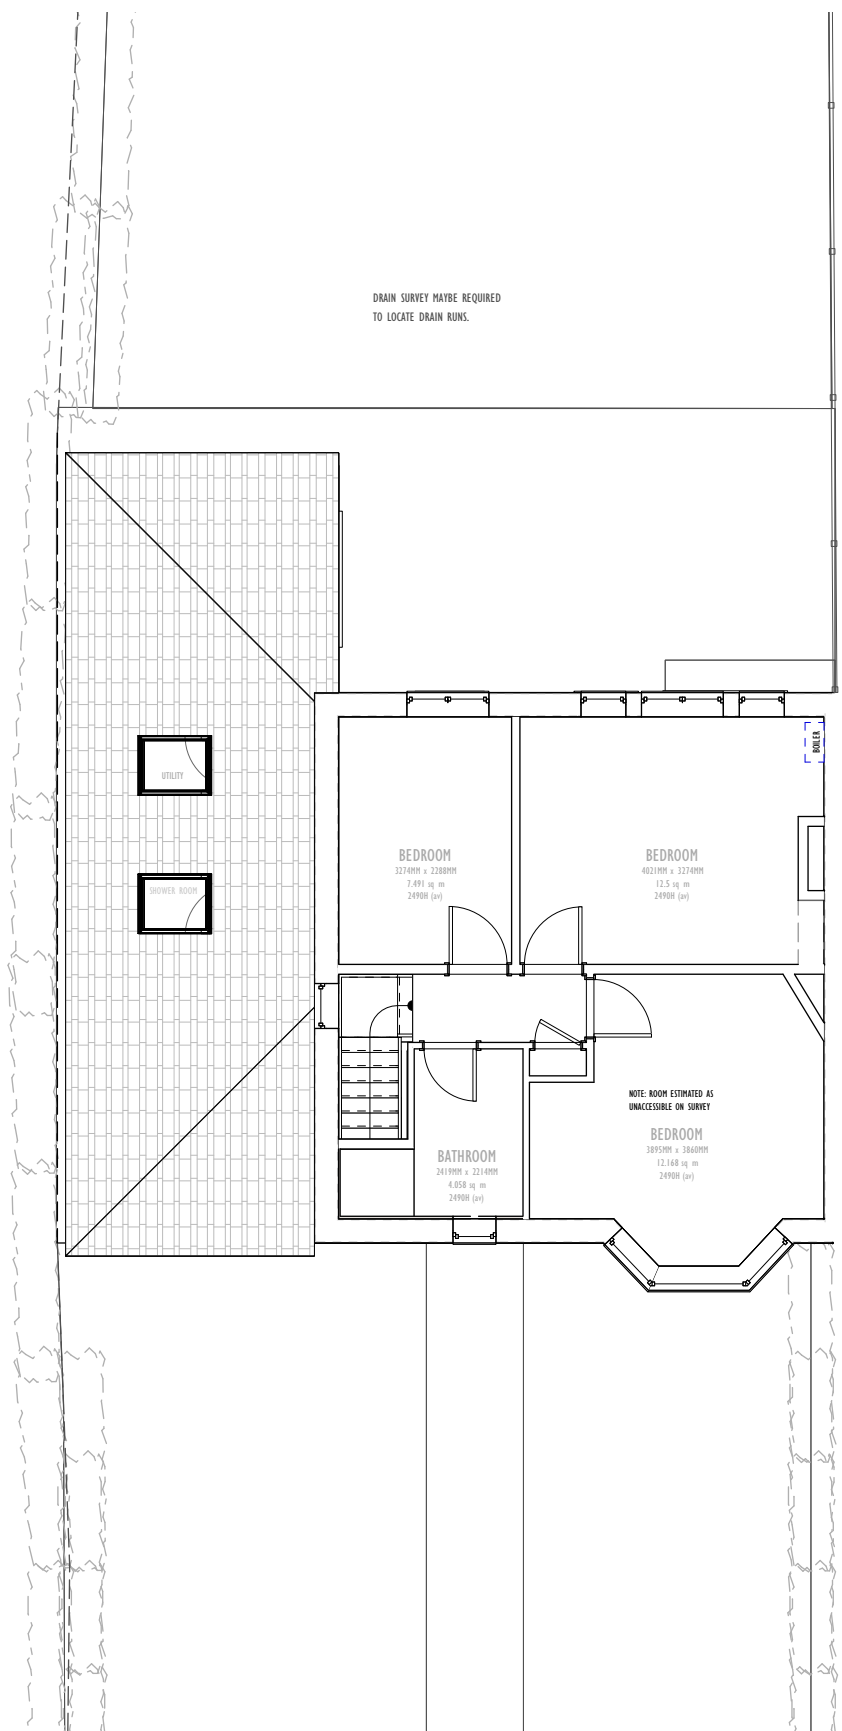 DRAIN SURVEY MAYBE REQUIRED
TO LOCATE DRAIN RUNS.
BOILER
UTILITY
SHOWER ROOM
BEDROOM
3274MM x 2288MM
7.491 sq m
2490H (av)
BEDROOM
4021MM x 3274MM
12.5 sq m
2490H (av)
NOTE: ROOM ESTIMATED AS
UNACCESSIBLE ON SURVEY
BEDROOM
3895MM x 3860MM
12.168 sq m
2490H (av)
BATHROOM
2419MM x 2214MM
4.058 sq m
2490H (av)